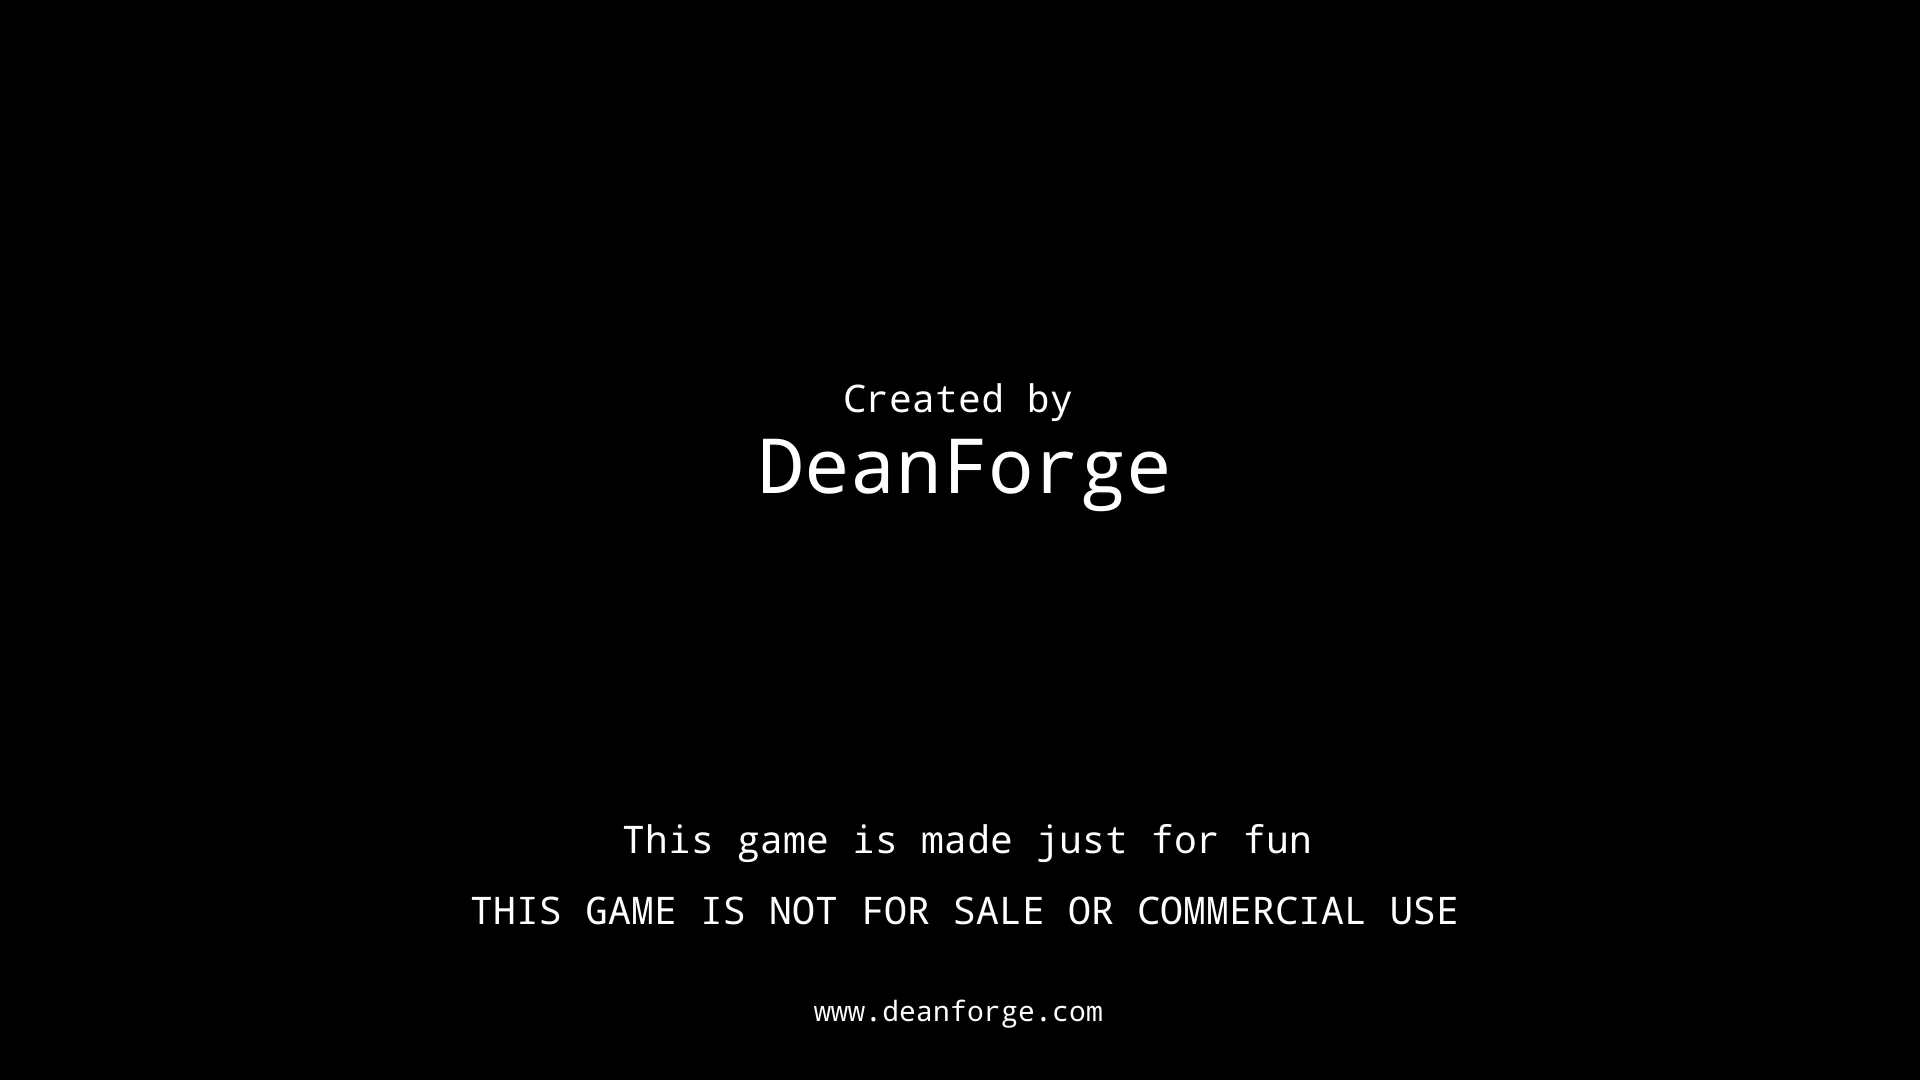 Created by
DeanForge
This game is made just for fun
THIS GAME IS NOT FOR SALE OR COMMERCIAL USE
www.deanforge.com